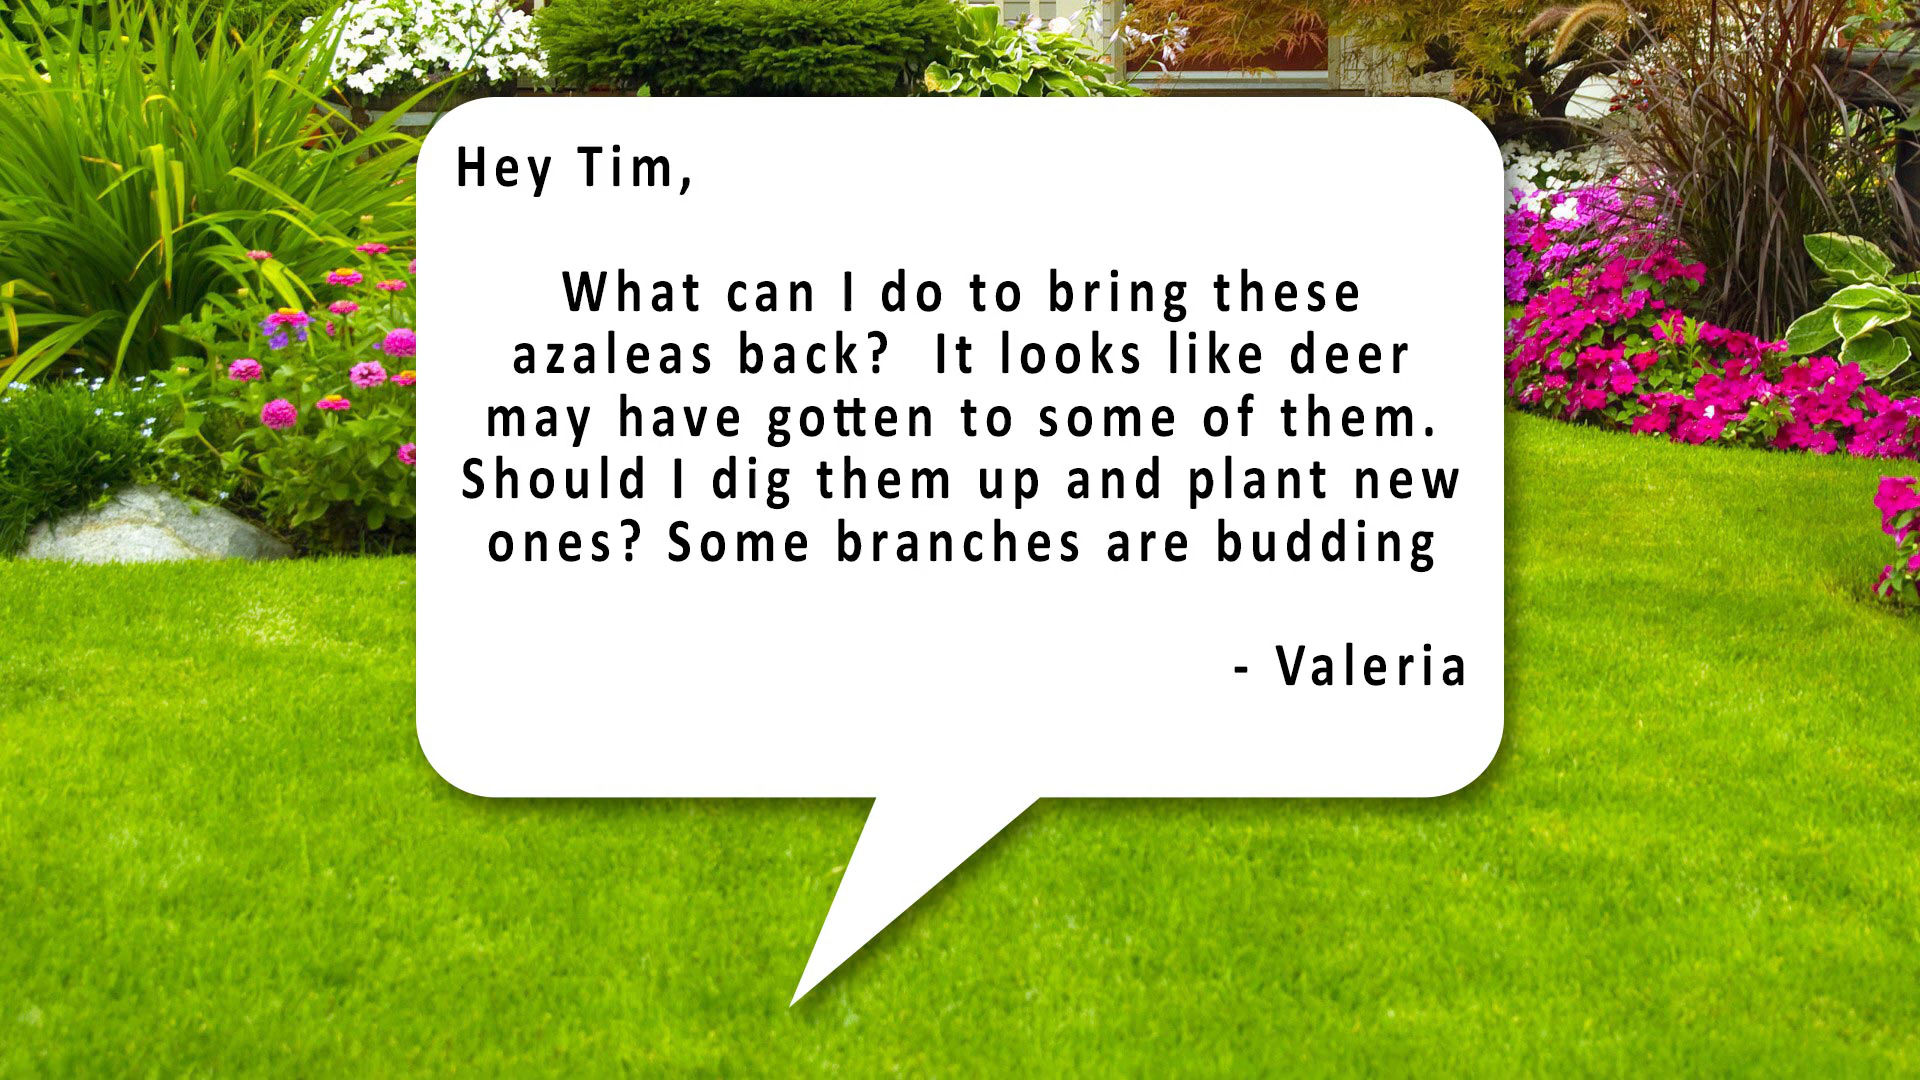 Hey Tim,
What can I do to bring these
azaleas back?  It looks like deer
may have gotten to some of them.
Should I dig them up and plant new
ones? Some branches are budding
- Valeria